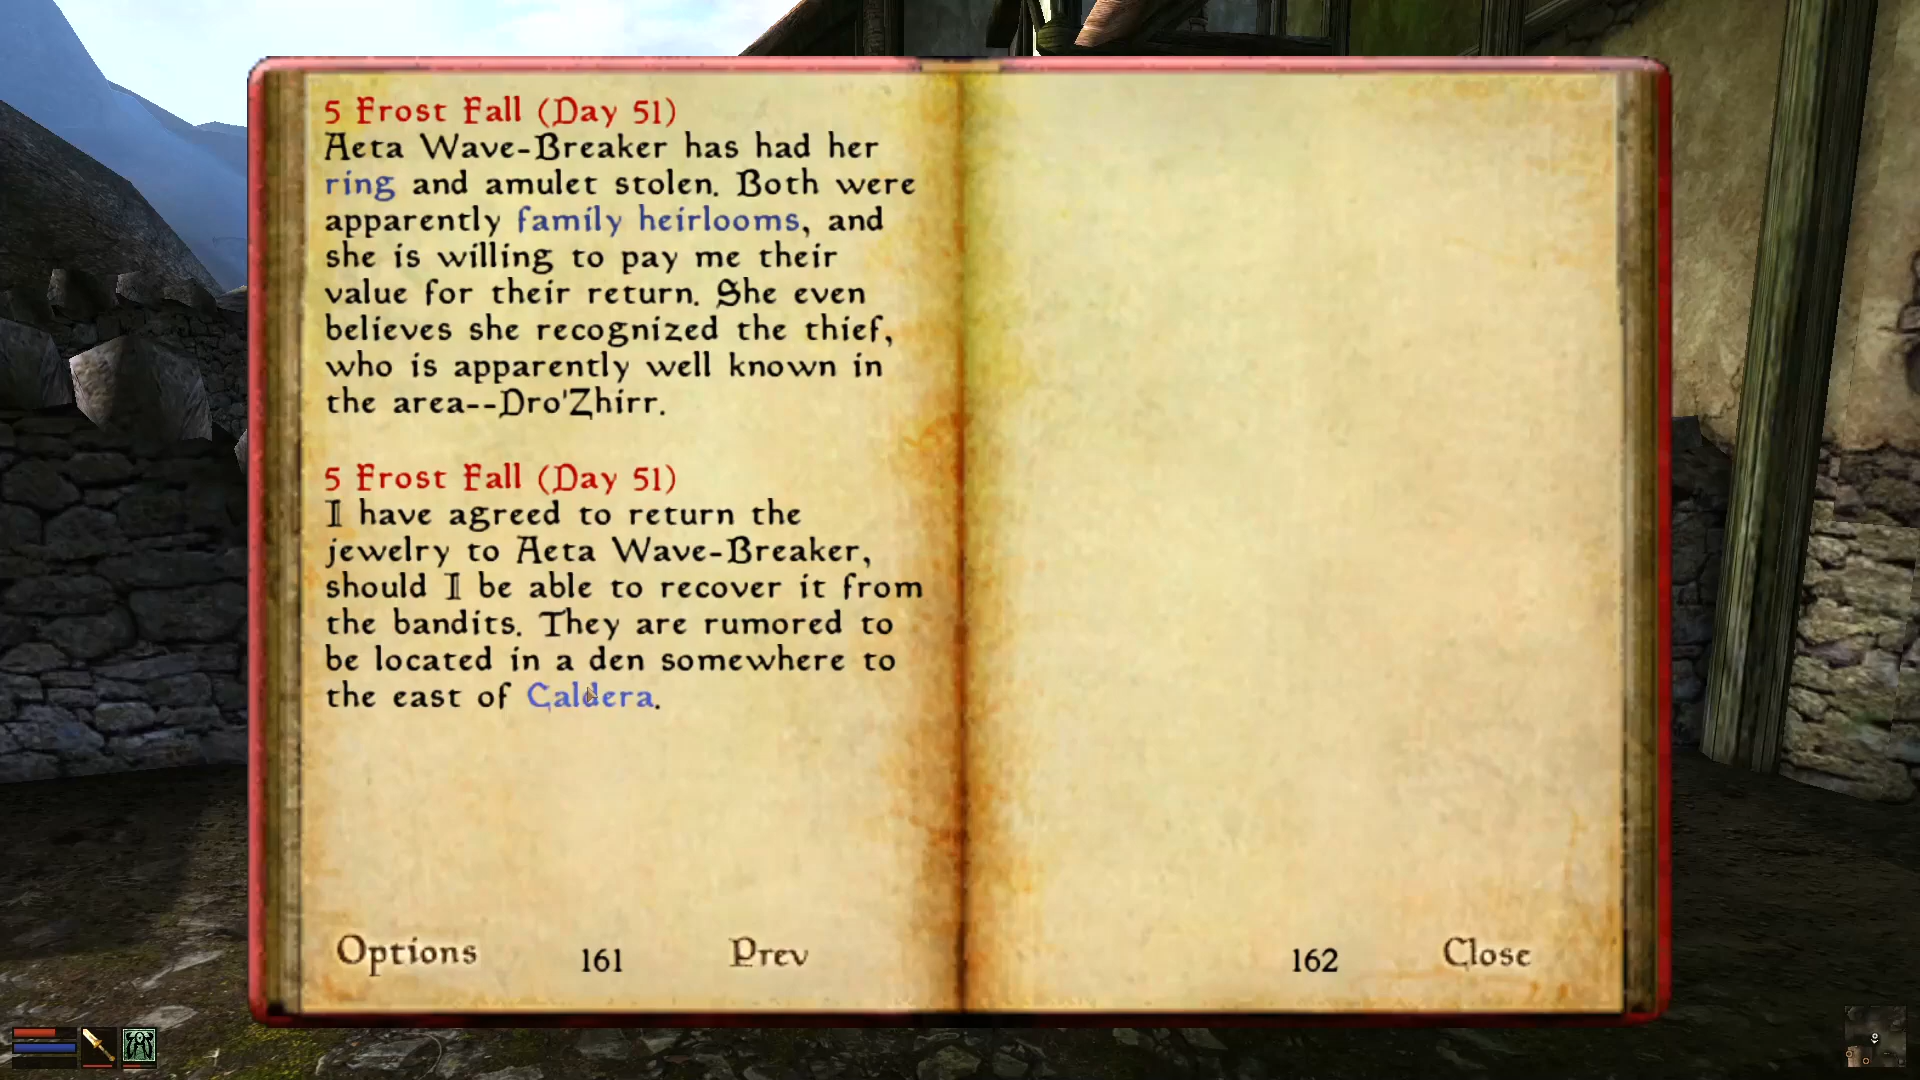 5 Frost Fall (Day 51)
Aeta Wave-Breaker has had her
ring and amulet stolen. Both were
apparently family heirlooms, and
she is willing to pay me their
value for their return. She even
believes she recognized the thief,
who is apparently well known in
the area--Dro'Zhirr.
5 Frost Fall (Day 51)
I have agreed to return the
jewelry to Aeta Wave-Breaker,
should I be able to recover it from
the bandits. They are rumored to
be located in a den somewhere to
the east of Caldera.
Options 161 Prev
162 Close